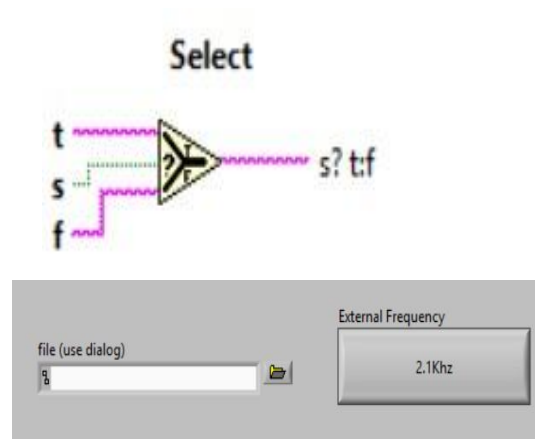 Select
t
s
f
? T F
s? t:f
External Frequency
file (use dialog)
2.1Khz